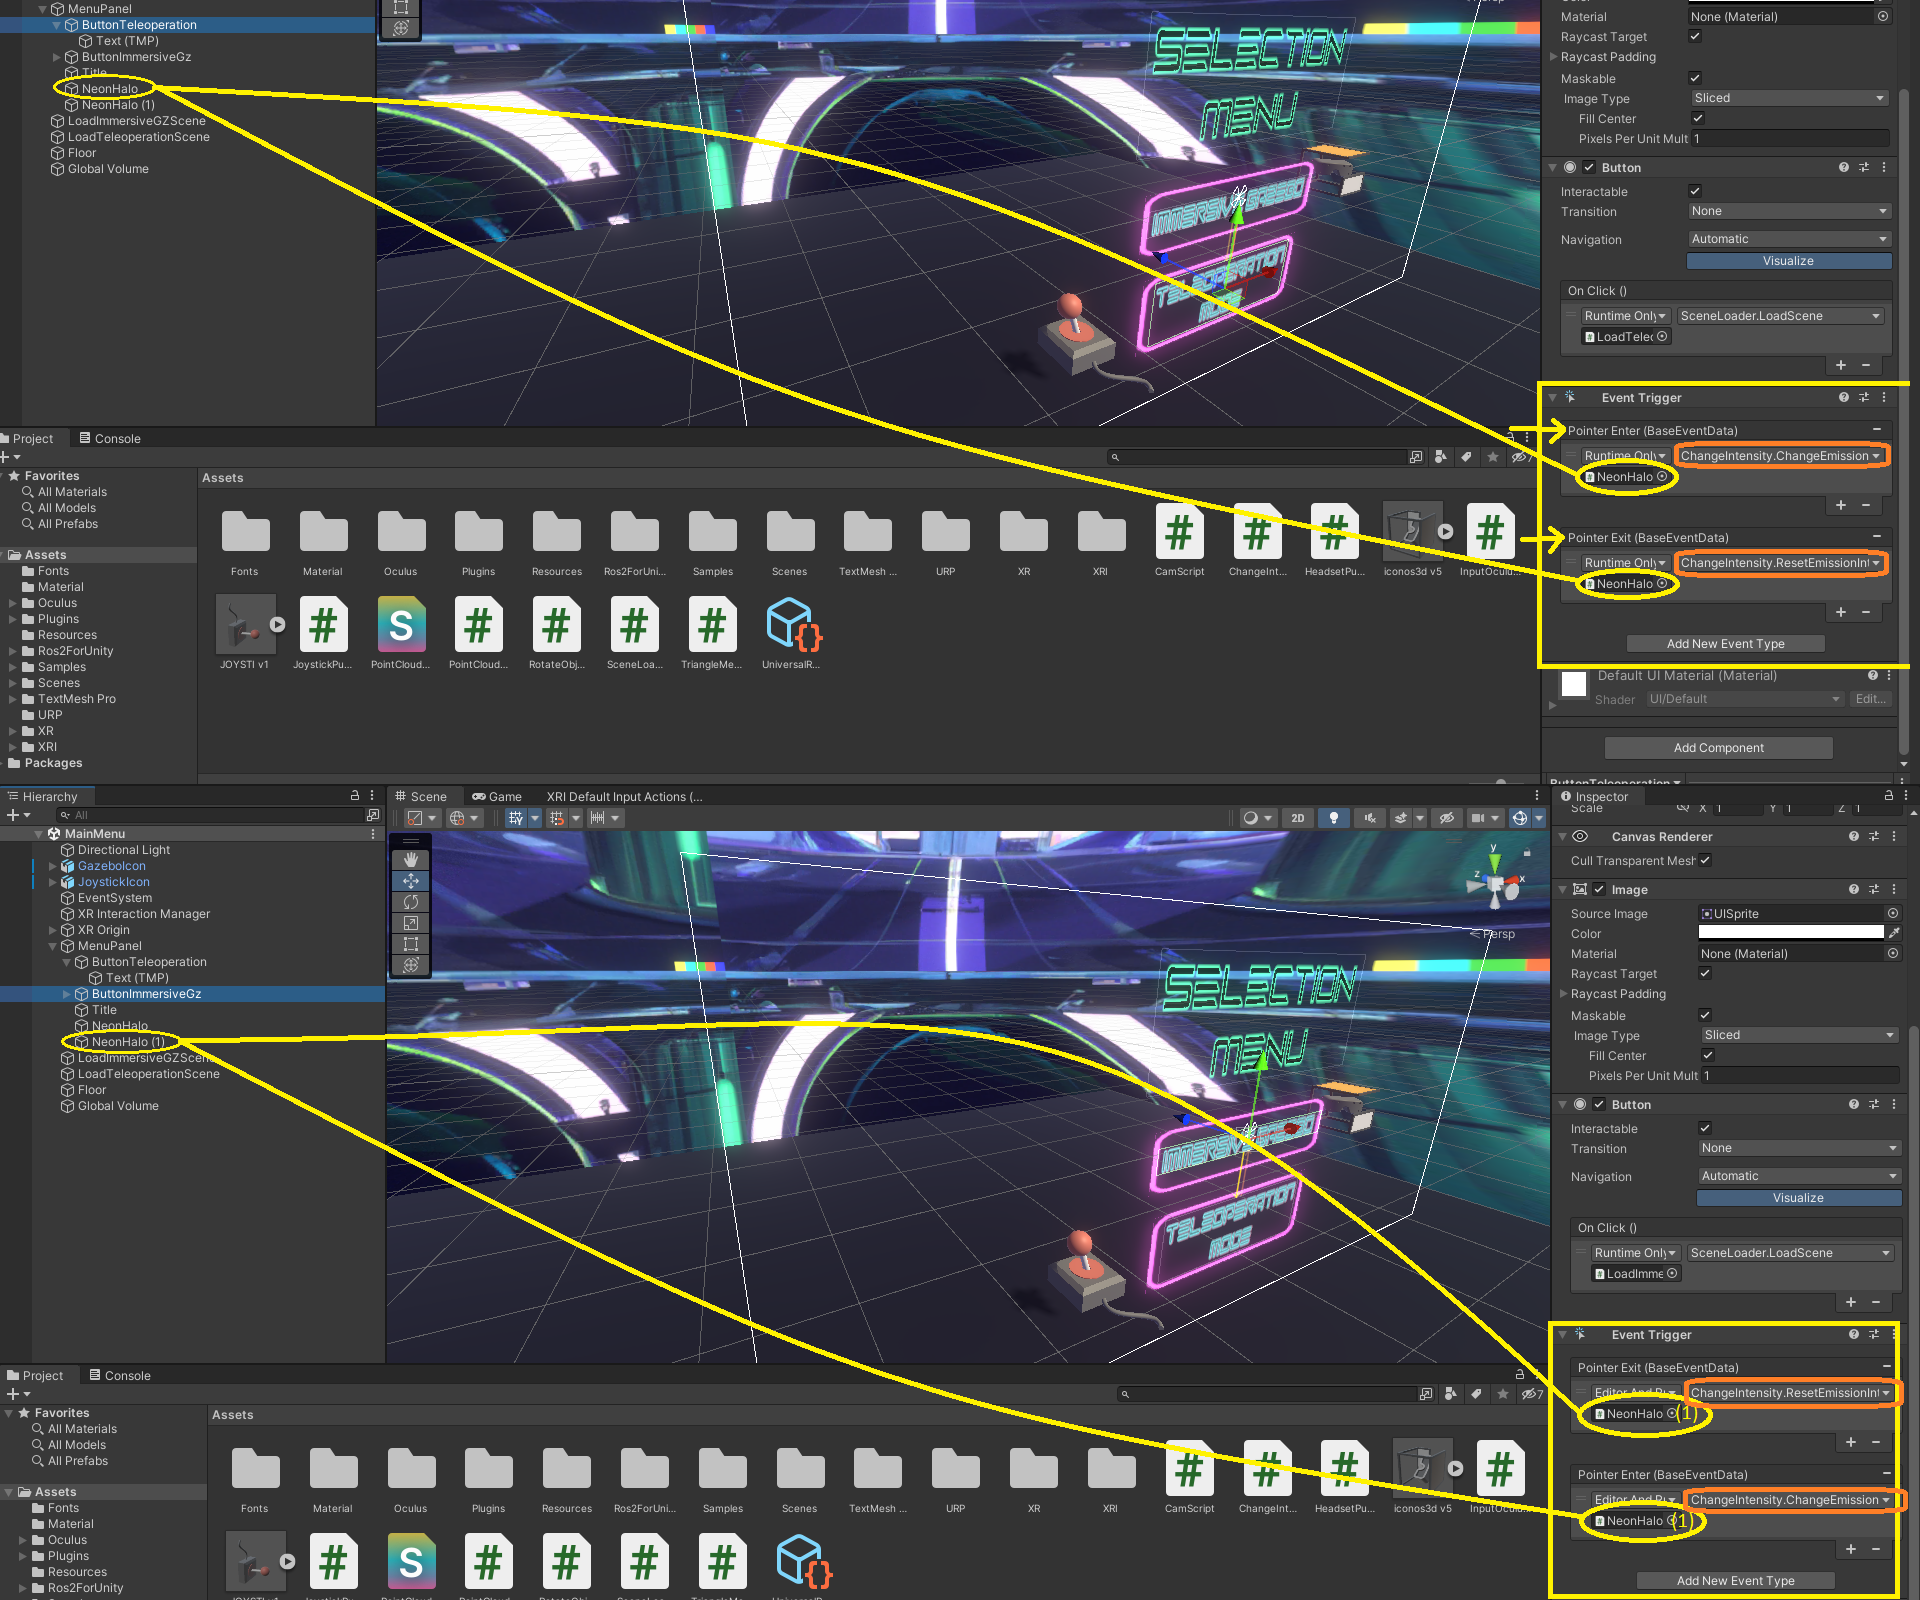 MenuPanel
ButtonTeleoperation
Text (TMP)
ButtonImmersiveGz
Title
NeonHalo
NeonHalo (1)
LoadImmersiveGZScene
LoadTeleoperationScene
Floor
Global Volume
SELECTION
MENU
TELEOPERATION
MODE
Material
None (Material)
Raycast Target
Raycast Padding
Maskable
Image Type
Sliced
Fill Center
Pixels Per Unit Mult
1
Button
Interactable
Transition
None
Navigation
Automatic
Visualize
On Click ()
Runtime Only
SceneLoader.LoadScene
LoadTelec
Event Trigger
Pointer Enter (BaseEventData)
Runtime Only
ChangeIntensity.ChangeEmission
NeonHalo
Pointer Exit (BaseEventData)
Runtime Only
ChangeIntensity.ResetEmissionInt
NeonHalo
Add New Event Type
Default UI Material (Material)
Shader
UI/Default
Edit...
Add Component
ButtonTeleoperation
Project
Console
Favorites
All Materials
All Models
All Prefabs
Assets
Fonts
Material
Oculus
Plugins
Resources
Ros2ForUnity
Samples
Scenes
TextMesh Pro
URP
XR
XRI
Packages
Assets
7
Fonts
Material
Oculus
Plugins
Resources
Ros2ForUni...
Samples
Scenes
TextMesh ...
URP
XR
XRI
CamScript
ChangeInt...
HeadsetPu...
iconos3d v5
InputOculu...
JOYSTI v1
JoystickPu...
PointCloud...
PointCloud...
RotateObj...
SceneLoa...
TriangleMe...
UniversalR...
Hierarchy
All
MainMenu
Directional Light
GazeboIcon
JoystickIcon
EventSystem
XR Interaction Manager
XR Origin
MenuPanel
ButtonTeleoperation
Text (TMP)
ButtonImmersiveGz
Title
NeonHalo
NeonHalo (1)
LoadImmersiveGZScene
LoadTeleoperationScene
Floor
Global Volume
Scene
Game
XRI Default Input Actions (...
2D
y
z
x
Persp
SELECTION
MENU
TELEOPERATION
MODE
Inspector
Scale
X 1
Y 1
Z 1
Canvas Renderer
Cull Transparent Mesh
Image
Source Image
UISprite
Color
Material
None (Material)
Raycast Target
Raycast Padding
Maskable
Image Type
Sliced
Fill Center
Pixels Per Unit Mult
1
Button
Interactable
Transition
None
Navigation
Automatic
Visualize
On Click ()
Runtime Only
SceneLoader.LoadScene
LoadImme
Event Trigger
Pointer Exit (BaseEventData)
Editor And Ru
ChangeIntensity.ResetEmissionInt
NeonHalo (1)
Pointer Enter (BaseEventData)
Editor And Ru
ChangeIntensity.ChangeEmission
NeonHalo (1)
Add New Event Type
Project
Console
7
Favorites
All Materials
All Models
All Prefabs
Assets
Fonts
Material
Oculus
Plugins
Resources
Ros2ForUnity
Assets
Fonts
Material
Oculus
Plugins
Resources
Ros2ForUni...
Samples
Scenes
TextMesh ...
URP
XR
XRI
CamScript
ChangeInt...
HeadsetPu...
iconos3d v5
InputOculu...